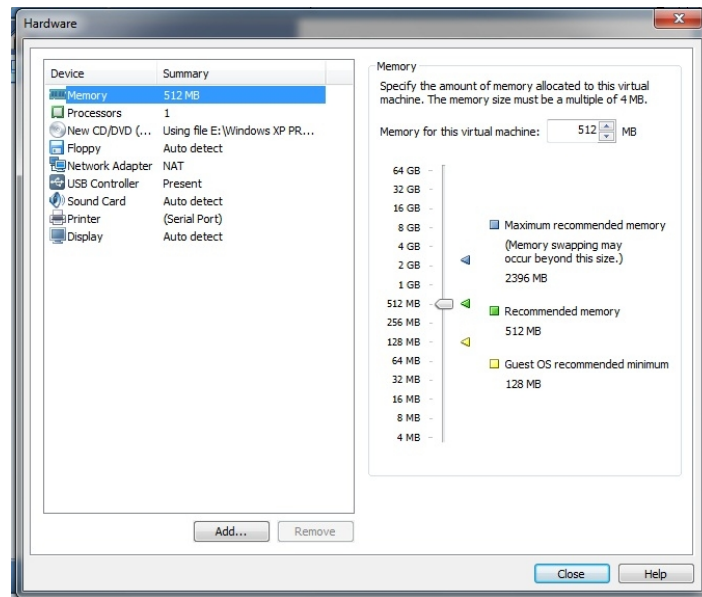 Hardware
Device Summary
Memory 512 MB
Processors 1
New CD/DVD (... Using file E:\Windows XP PR...
Floppy Auto detect
Network Adapter NAT
USB Controller Present
Sound Card Auto detect
Printer (Serial Port)
Display Auto detect
Add... Remove
Memory
Specify the amount of memory allocated to this virtual
machine. The memory size must be a multiple of 4 MB.
Memory for this virtual machine: 512 MB
64 GB
32 GB
16 GB
8 GB
4 GB
2 GB
1 GB
512 MB
256 MB
128 MB
64 MB
32 MB
16 MB
8 MB
4 MB
Maximum recommended memory
(Memory swapping may
occur beyond this size.)
2396 MB
Recommended memory
512 MB
Guest OS recommended minimum
128 MB
Close Help